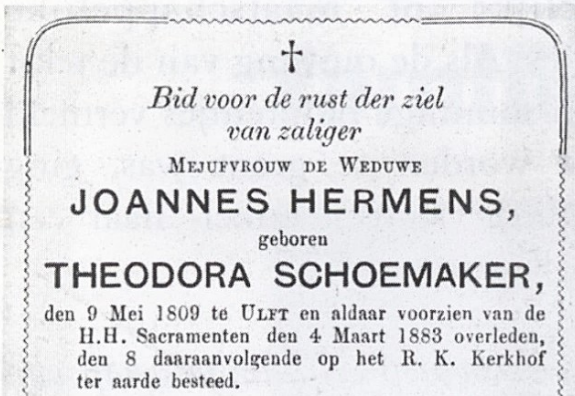 Bid voor de rust der ziel
van zaliger
MEJUFVROUW DE WEDUWE
JOANNES HERMENS,
geboren
THEODORA SCHOEMAKER,
den 9 Mei 1809 te ULFT en aldaar voorzien van de
H.H. Sacramenten den 4 Maart 1883 overleden,
den 8 daaraanvolgende op het R. K. Kerkhof
ter aarde besteed.